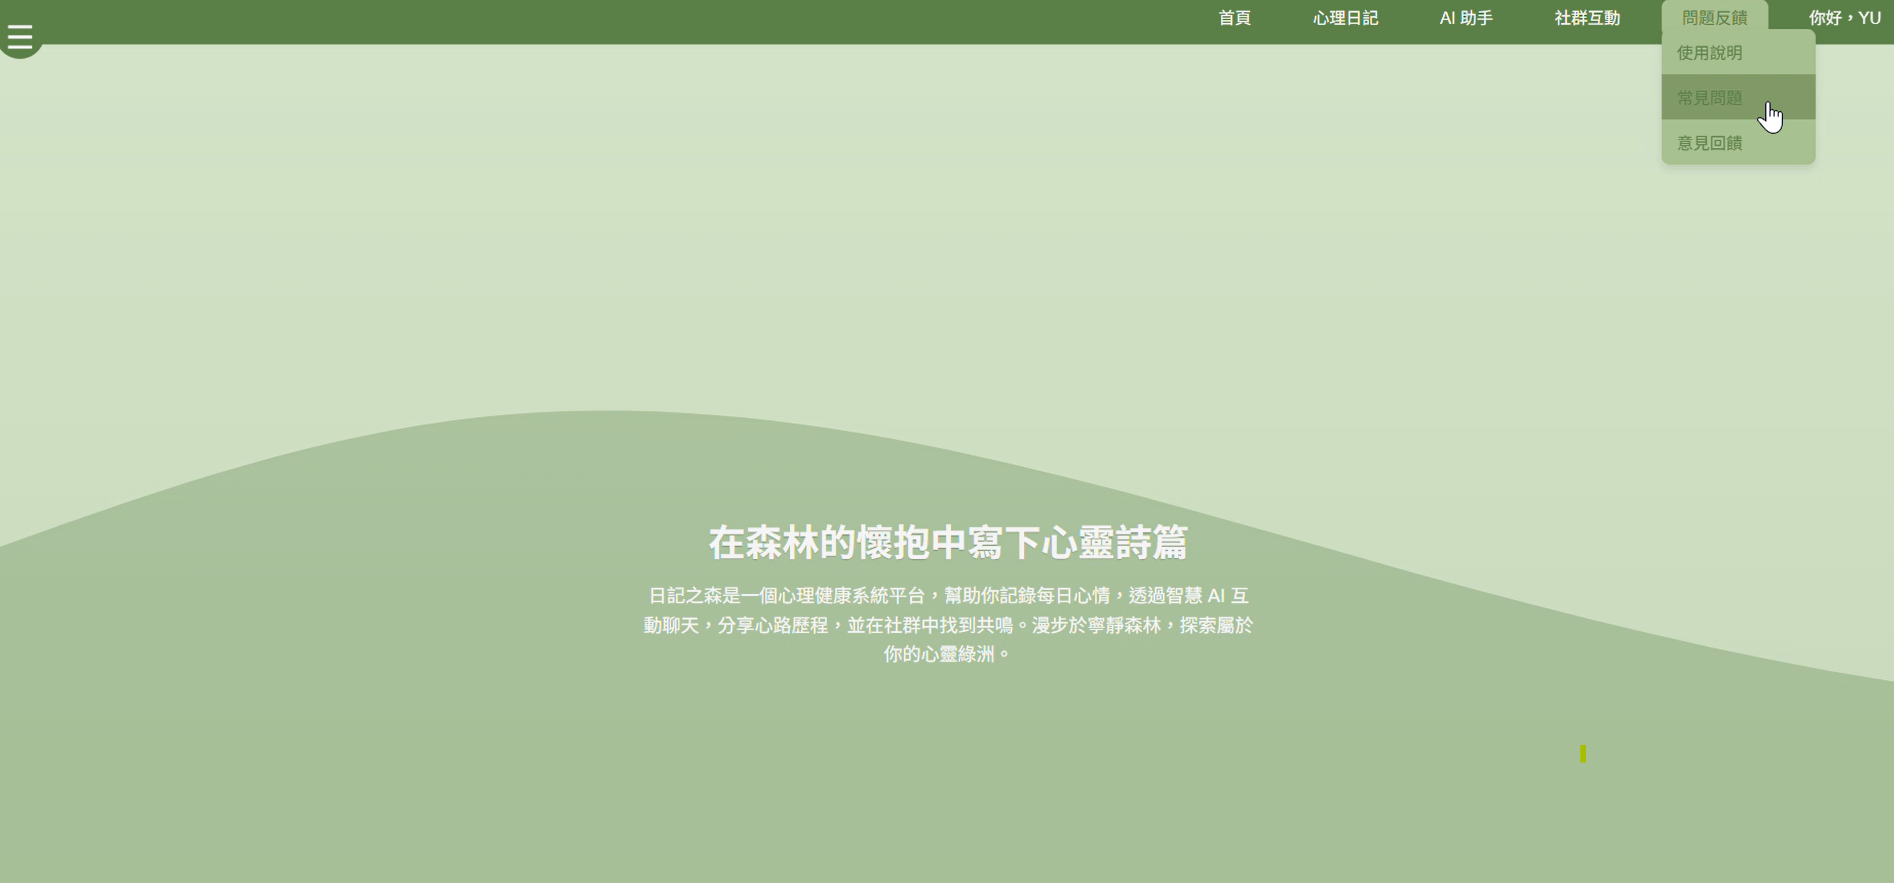 首頁
心理日記
AI 助手
社群互動
問題反饋
你好，YU
使用說明
常見問題
意見回饋
在森林的懷抱中寫下心靈詩篇
日記之森是一個心理健康系統平台，幫助你記錄每日心情，透過智慧 AI 互
動聊天，分享心路歷程，並在社群中找到共鳴。漫步於寧靜森林，探索屬於
你的心靈綠洲。